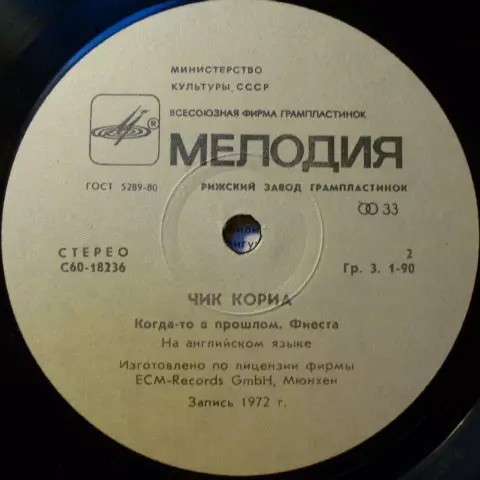 МИНИСТЕРСТВО
КУЛЬТУРЫ СССР
ВСЕСОЮЗНАЯ ФИРМА ГРАМПЛАСТИНОК
МЕЛОДИЯ
ГОСТ 5289-80 РИЖСКИЙ ЗАВОД ГРАМПЛАСТИНОК
33
СТЕРЕО 2
С60-18236 Гр. 3. 1-90
ЧИК КОРИА
Когда-то в прошлом. Фиеста
На английском языке
Изготовлено по лицензии фирмы
ECM-Records GmbH, Мюнхен
Запись 1972 г.